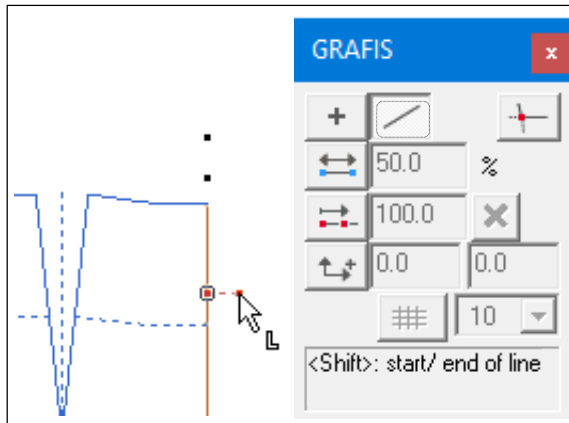 GRAFIS
x
50.0 %
100.0
0.0 0.0
10
<Shift>: start/ end of line
L